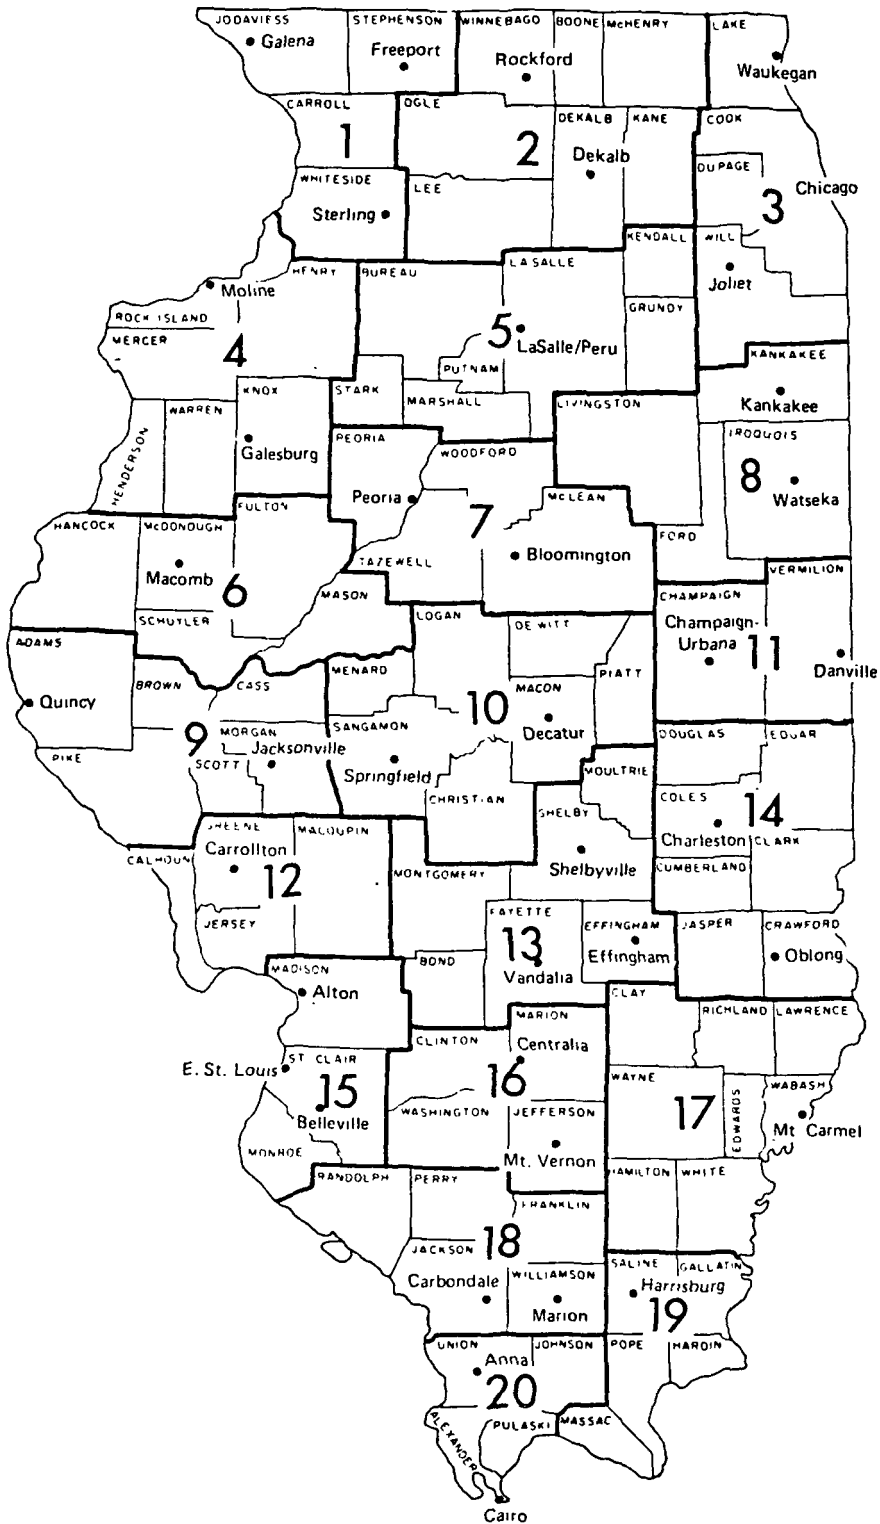 JODAVIESS
STEPHENSON
WINNEBAGO
BOONE
McHENRY
LAKE
Galena
Freeport
Rockford
Waukegan
CARROLL
OGLE
DEKALB
KANE
COOK
1
2
Dekalb
DUPAGE
WHITESIDE
LEE
3
Chicago
Sterling
KENDALL
WILL
HENRY
BUREAU
LASALLE
Joliet
Moline
ROCK ISLAND
GRUNDY
MERCER
4
5
LaSalle/Peru
PUTNAM
KANKAKEE
KNOX
STARK
MARSHALL
LIVINGSTON
Kankakee
WARREN
HENDERSON
Galesburg
PEORIA
WOODFORD
IROQUOIS
8
Watseka
Peoria
McLEAN
FULTON
7
HANCOCK
McDONOUGH
FORD
Bloomington
Macomb
TAZEWELL
VERMILION
6
MASON
CHAMPAIGN
SCHUYLER
LOGAN
DE WITT
Champaign-
Urbana
11
ADAMS
MENARD
PIATT
Danville
BROWN
CASS
MACON
Quincy
10
SANGAMON
Decatur
9
MORGAN
DOUGLAS
EDGAR
PIKE
SCOTT
Jacksonville
Springfield
MOULTRIE
CHRISTIAN
SHELBY
COLES
14
GREENE
MACOUPIN
Charleston
CLARK
CALHOUN
Carrollton
12
MONTGOMERY
Shelbyville
CUMBERLAND
JERSEY
FAYETTE
EFFINGHAM
JASPER
CRAWFORD
13
BOND
Vandalia
Effingham
Oblong
MADISON
Alton
CLAY
MARION
RICHLAND
LAWRENCE
CLINTON
Centralia
ST CLAIR
E. St. Louis
16
WAYNE
WABASH
15
Belleville
WASHINGTON
JEFFERSON
17
EDWARDS
Mt Carmel
MONROE
Mt. Vernon
RANDOLPH
PERRY
HAMILTON
WHITE
FRANKLIN
JACKSON
18
SALINE
GALLATIN
Carbondale
WILLIAMSON
Harrisburg
Marion
19
UNION
JOHNSON
POPE
HARDIN
Anna
20
ALEXANDER
PULASKI
MASSAC
Cairo